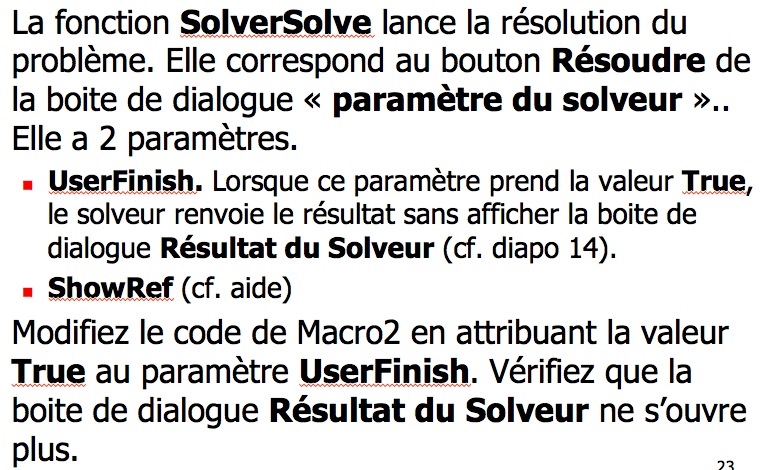 La fonction SolverSolve lance la résolution du
problème. Elle correspond au bouton Résoudre de
la boite de dialogue « paramètre du solveur »..
Elle a 2 paramètres.
▪ UserFinish. Lorsque ce paramètre prend la valeur True,
le solveur renvoie le résultat sans afficher la boite de
dialogue Résultat du Solveur (cf. diapo 14).
▪ ShowRef (cf. aide)
Modifiez le code de Macro2 en attribuant la valeur
True au paramètre UserFinish. Vérifiez que la
boite de dialogue Résultat du Solveur ne s’ouvre
plus.
23